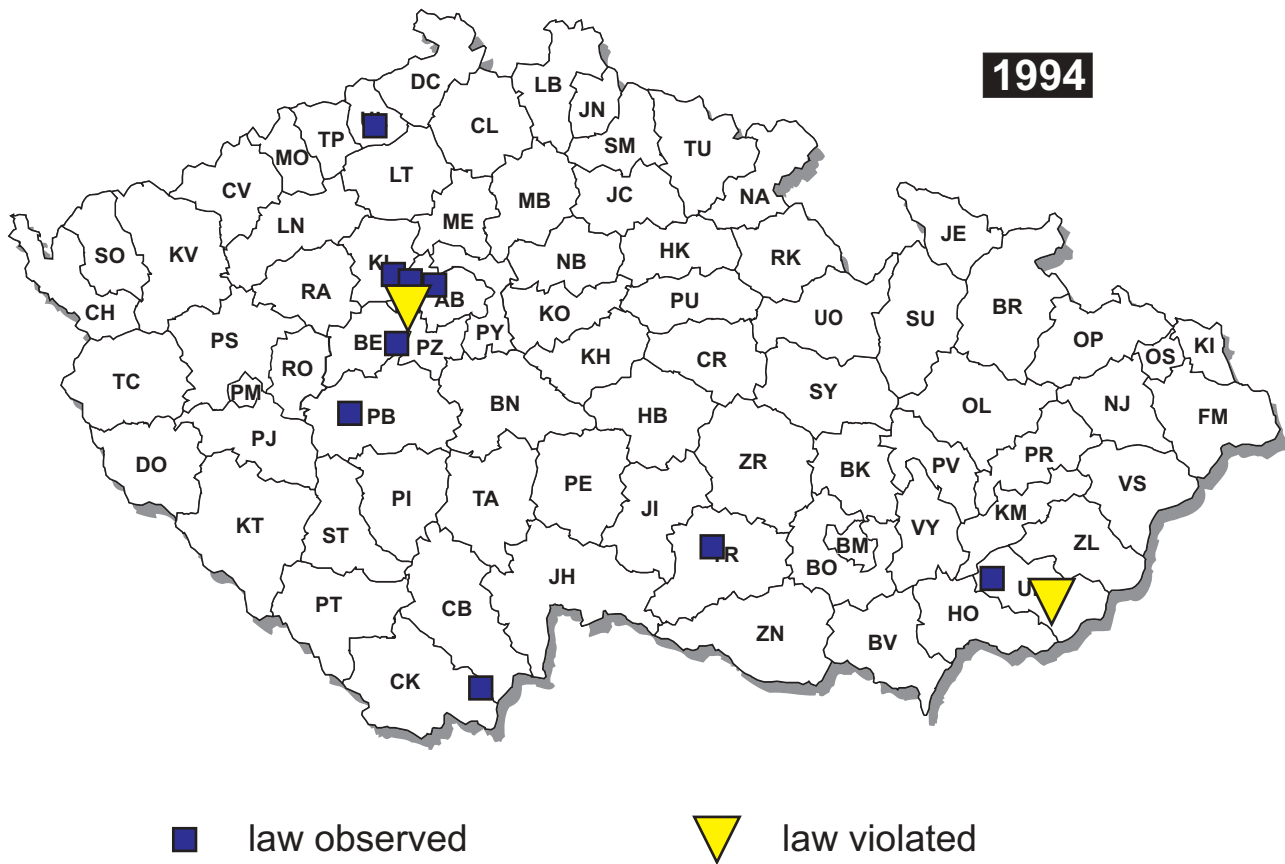 1994
DC
LB
JN
CL
TP
SM
TU
MO
LT
CV
MB
JC
NA
ME
LN
JE
SO
KV
HK
RK
NB
RA
AB
PU
BR
CH
KO
UO
SU
OP
PS
BE
PZ
PY
KI
OS
KH
CR
TC
RO
PM
SY
BN
OL
NJ
PB
HB
FM
PJ
DO
ZR
PR
BK
PV
VS
PE
PI
TA
JI
KM
KT
VY
ST
BM
ZL
BO
JH
PT
CB
HO
ZN
BV
CK
law observed
law violated